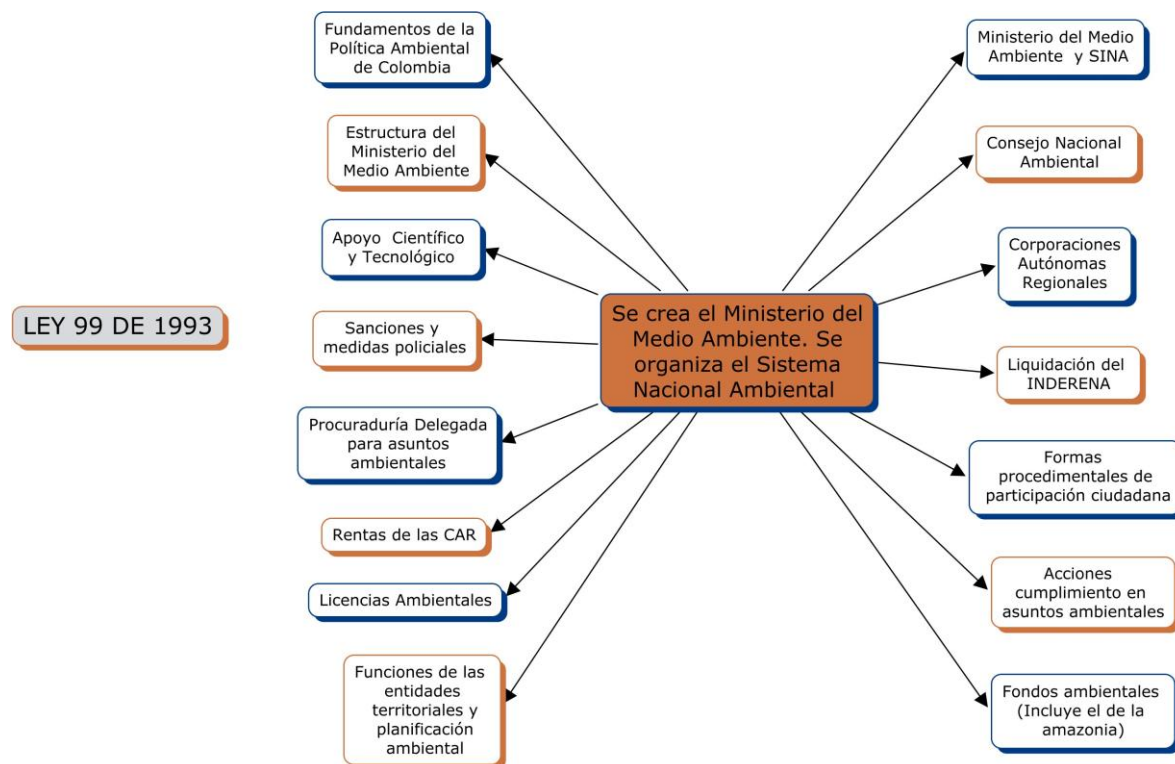 LEY 99 DE 1993
Fundamentos de la
Política Ambiental
de Colombia
Estructura del
Ministerio del
Medio Ambiente
Apoyo Científico
y Tecnológico
Sanciones y
medidas policiales
Procuraduría Delegada
para asuntos
ambientales
Rentas de las CAR
Licencias Ambientales
Funciones de las
entidades
territoriales y
planificación
ambiental
Se crea el Ministerio del
Medio Ambiente. Se
organiza el Sistema
Nacional Ambiental
Ministerio del Medio
Ambiente y SINA
Consejo Nacional
Ambiental
Corporaciones
Autónomas
Regionales
Liquidación del
INDERENA
Formas
procedimentales de
participación ciudadana
Acciones
cumplimiento en
asuntos ambientales
Fondos ambientales
(Incluye el de la
amazonia)